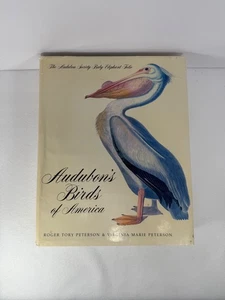 The Audubon Society Baby Elephant Folio
Audubon's
Birds
of America
ROGER TORY PETERSON & VIRGINIA MARIE PETERSON